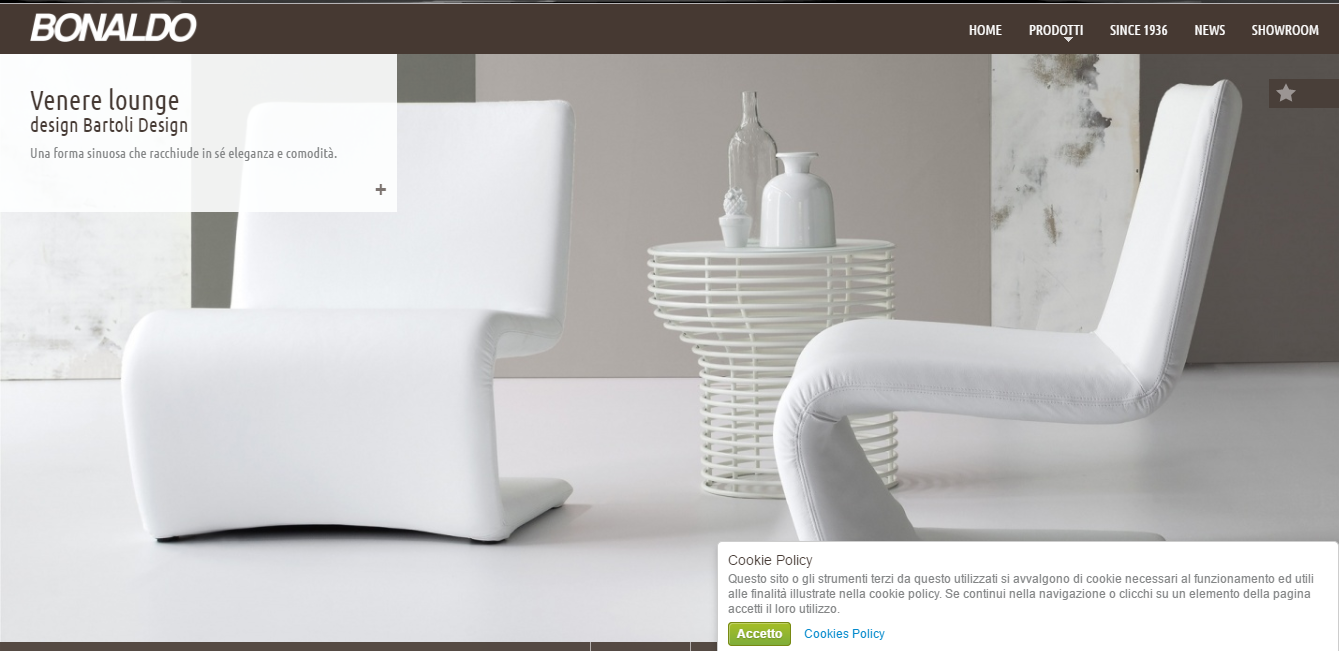 BONALDO
HOME PRODOTTI SINCE 1936 NEWS SHOWROOM
Venere lounge
design Bartoli Design
Una forma sinuosa che racchiude in sé eleganza e comodità.
+
Cookie Policy
Questo sito o gli strumenti terzi da questo utilizzati si avvalgono di cookie necessari al funzionamento ed utili
alle finalità illustrate nella cookie policy. Se continui nella navigazione o clicchi su un elemento della pagina
accetti il loro utilizzo.
Accetto Cookies Policy